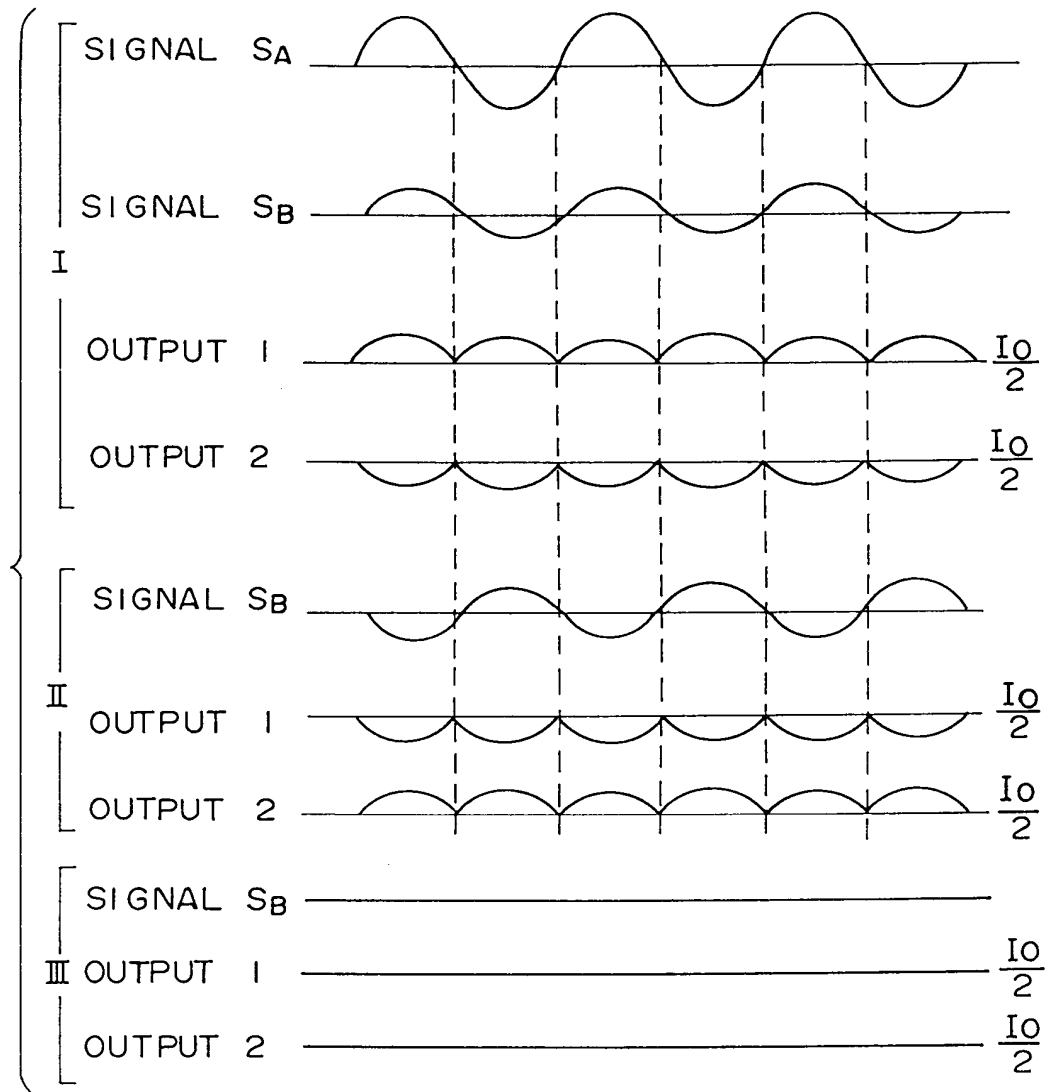 SIGNAL SA
SIGNAL SB
I
OUTPUT 1 Io/2
OUTPUT 2 Io/2
SIGNAL SB
II
OUTPUT 1 Io/2
OUTPUT 2 Io/2
SIGNAL SB
III OUTPUT 1 Io/2
OUTPUT 2 Io/2